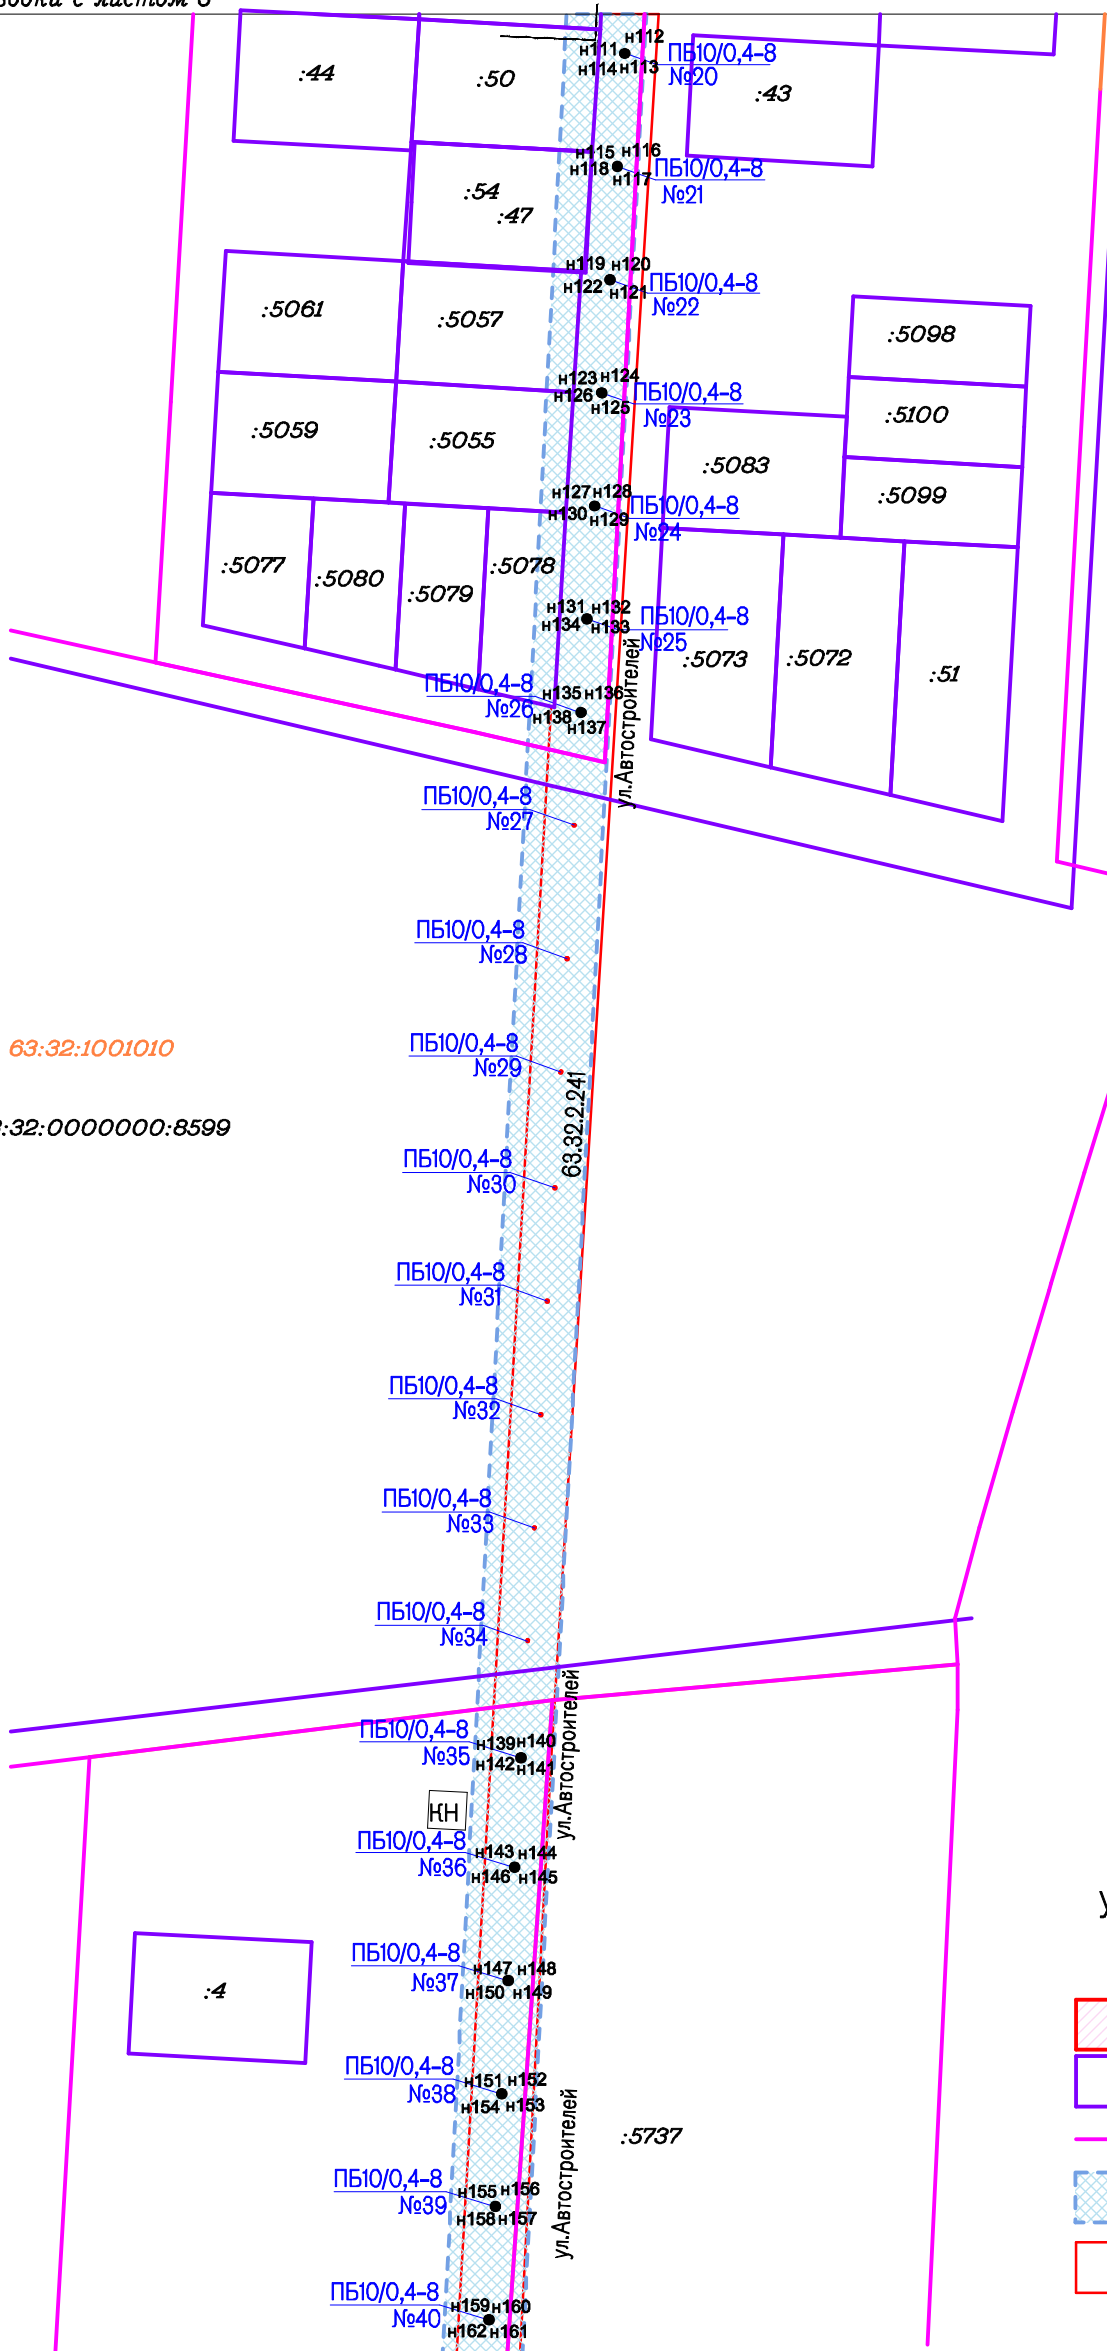 с листом
н111 н112
н114 н113
ПБ10/0,4-8
№20
:44
:50
:43
н115 н116
н118 н117
ПБ10/0,4-8
№21
:54
:47
н119 н120
н122 н121
ПБ10/0,4-8
№22
:5061
:5057
:5098
н123 н124
н126 н125
ПБ10/0,4-8
№23
:5059
:5055
:5083
:5100
:5099
н127 н128
н130 н129
ПБ10/0,4-8
№24
:5077
:5080
:5079
:5078
н131 н132
н134 н133
ПБ10/0,4-8
№25
:5073
:5072
:51
ул.Автостроителей
ПБ10/0,4-8
№26
н135 н136
н138 н137
ПБ10/0,4-8
№27
ПБ10/0,4-8
№28
63:32:1001010
ПБ10/0,4-8
№29
63.32.2.241
:32:0000000:8599
ПБ10/0,4-8
№30
ПБ10/0,4-8
№31
ПБ10/0,4-8
№32
ПБ10/0,4-8
№33
ПБ10/0,4-8
№34
ул.Автостроителей
ПБ10/0,4-8
№35
н139 н140
н142 н141
КН
ПБ10/0,4-8
№36
н143 н144
н146 н145
У
ПБ10/0,4-8
№37
н147 н148
н150 н149
:4
ПБ10/0,4-8
№38
н151 н152
н154 н153
ул.Автостроителей
:5737
ПБ10/0,4-8
№39
н155 н156
н158 н157
ПБ10/0,4-8
№40
н159 н160
н162 н161